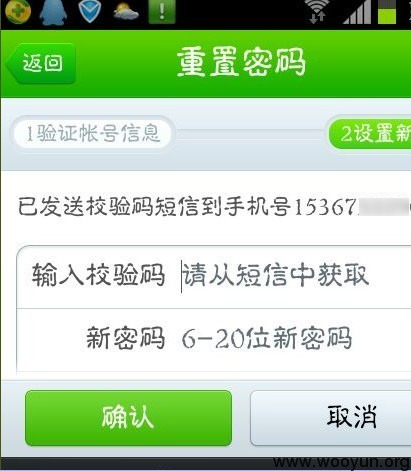 返回
重置密码
1验证帐号信息
2设置新
已发送校验码短信到手机号15367
输入校验码 请从短信中获取
新密码 6-20位新密码
确认
取消
www.wooyun.org